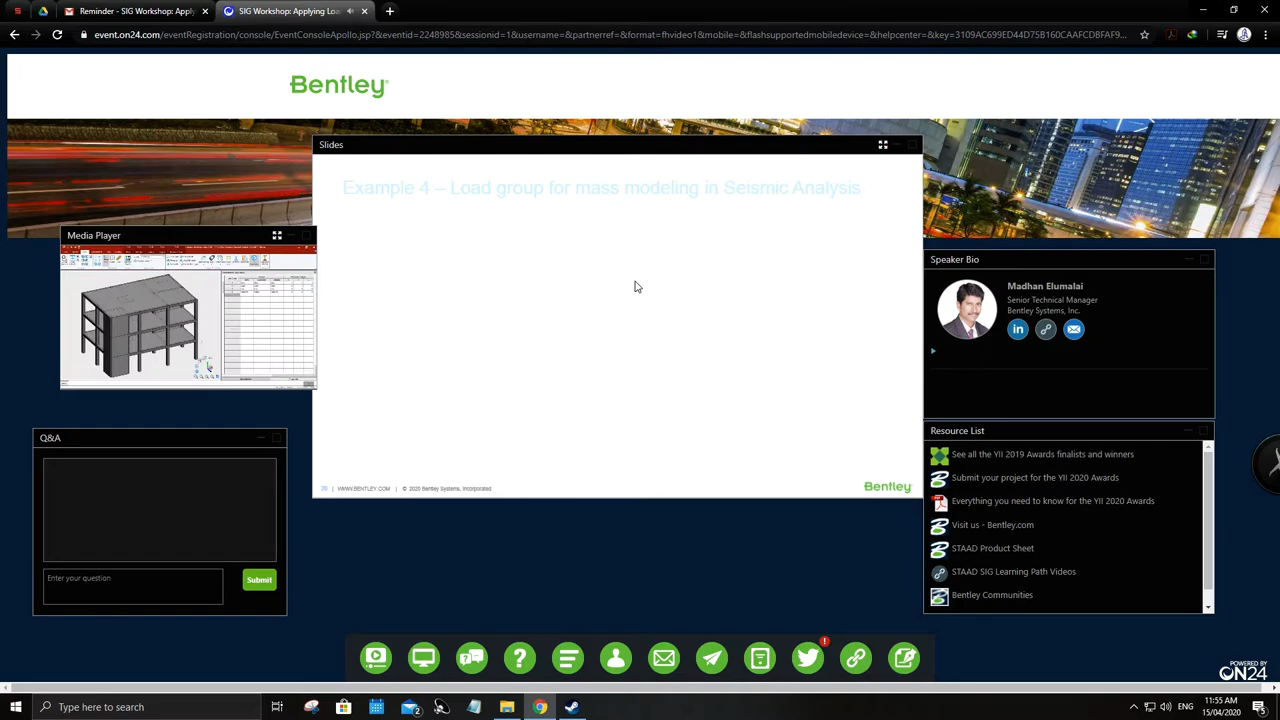 Reminder - SIG Workshop: Applyin
SIG Workshop: Applying Loa
event.on24.com/eventRegistration/console/EventConsoleApollo.jsp?&eventid=2248985&sessionid=1&username=&partnerref=&format=fhvideo1&mobile=&flashsupportedmobiledevice=&helpcenter=&key=3109AC699ED44D75B160CAAFCDBFAF9...
Bentley
Slides
Example 4 – Load group for mass modeling in Seismic Analysis
20 | WWW.BENTLEY.COM | © 2020 Bentley Systems, Incorporated
Bentley
Media Player
Speaker Bio
Madhan Elumalai
Senior Technical Manager
Bentley Systems, Inc.
in
Q&A
Enter your question
Submit
Resource List
See all the YII 2019 Awards finalists and winners
Submit your project for the YII 2020 Awards
Everything you need to know for the YII 2020 Awards
Visit us - Bentley.com
STAAD Product Sheet
STAAD SIG Learning Path Videos
Bentley Communities
POWERED BY
ON24
Type here to search
2
ENG
11:55 AM
15/04/2020